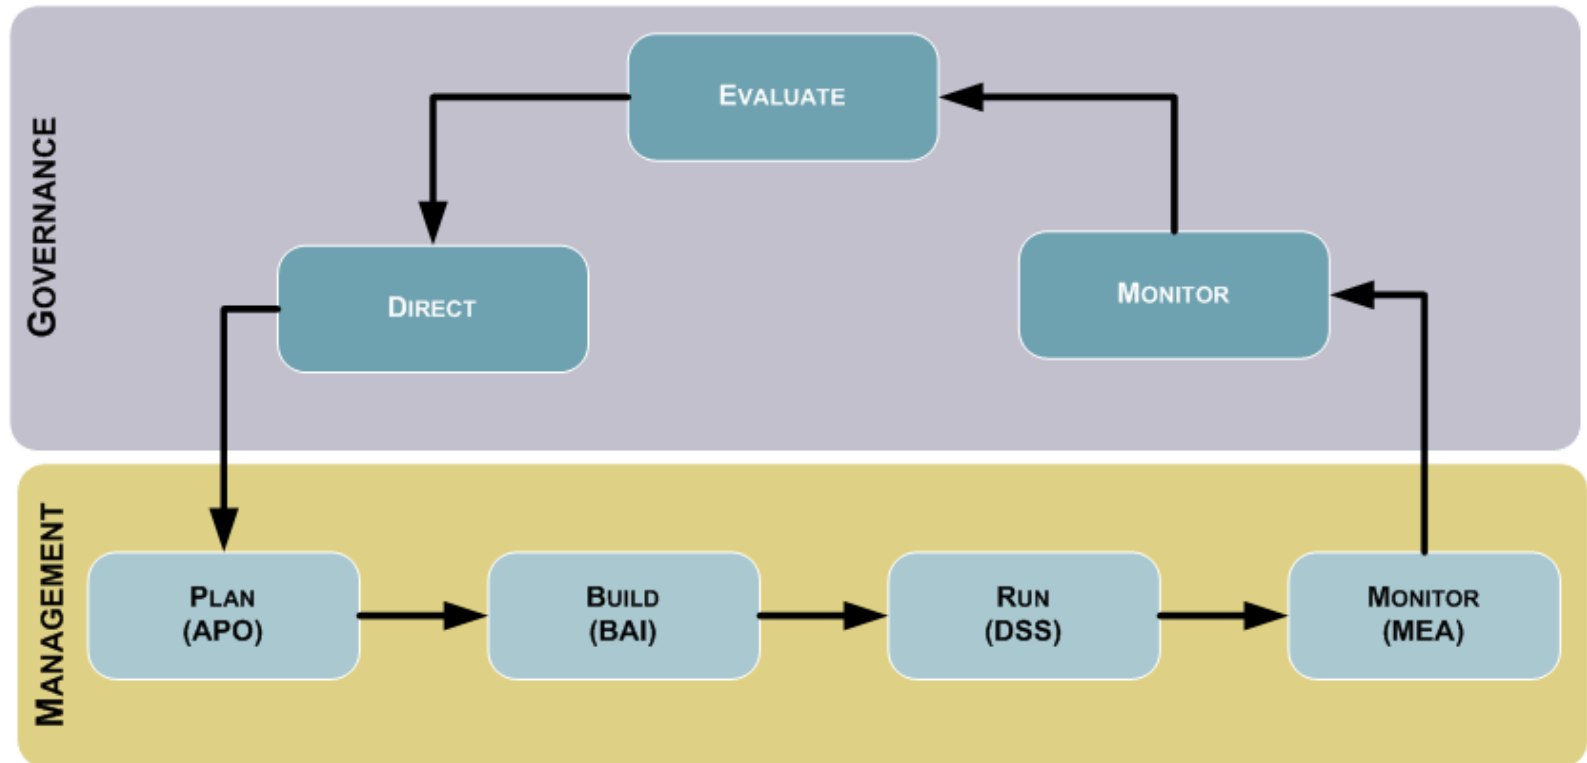 GOVERNANCE
EVALUATE
DIRECT
MONITOR
MANAGEMENT
PLAN
(APO)
BUILD
(BAI)
RUN
(DSS)
MONITOR
(MEA)